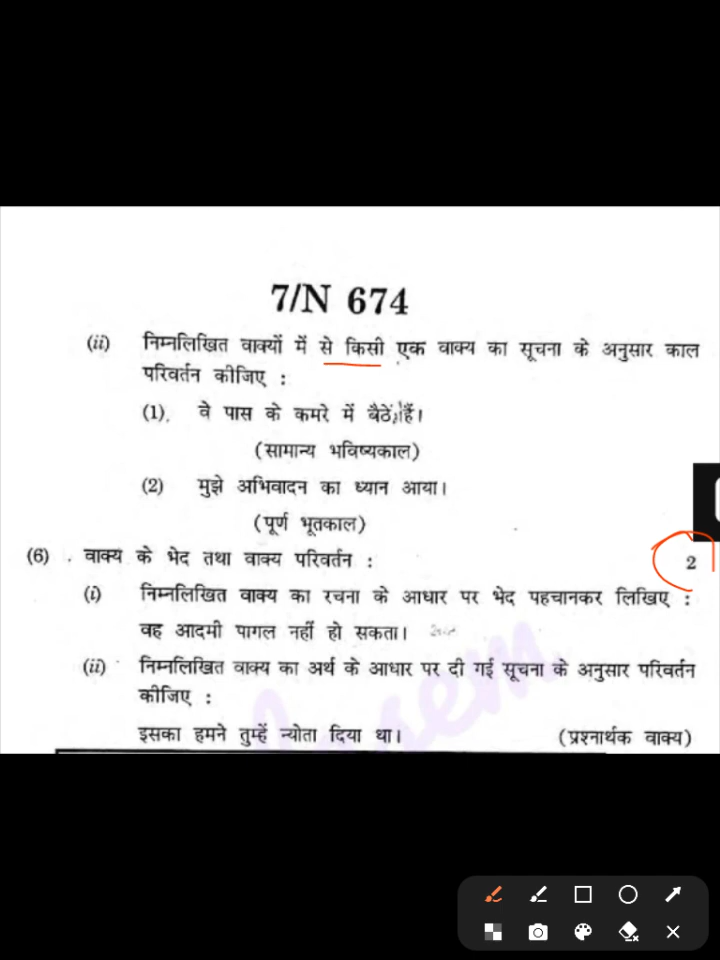 7/N 674
(ii) निम्नलिखित वाक्यों में से किसी एक वाक्य का सूचना के अनुसार काल
परिवर्तन कीजिए :
(1) वे पास के कमरे में बैठें हैं।
(सामान्य भविष्यकाल)
(2) मुझे अभिवादन का ध्यान आया।
(पूर्ण भूतकाल)
(6) वाक्य के भेद तथा वाक्य परिवर्तन : 2
(i) निम्नलिखित वाक्य का रचना के आधार पर भेद पहचानकर लिखिए :
वह आदमी पागल नहीं हो सकता।
(ii) निम्नलिखित वाक्य का अर्थ के आधार पर दी गई सूचना के अनुसार परिवर्तन
कीजिए :
इसका हमने तुम्हें न्योता दिया था। (प्रश्नार्थक वाक्य)